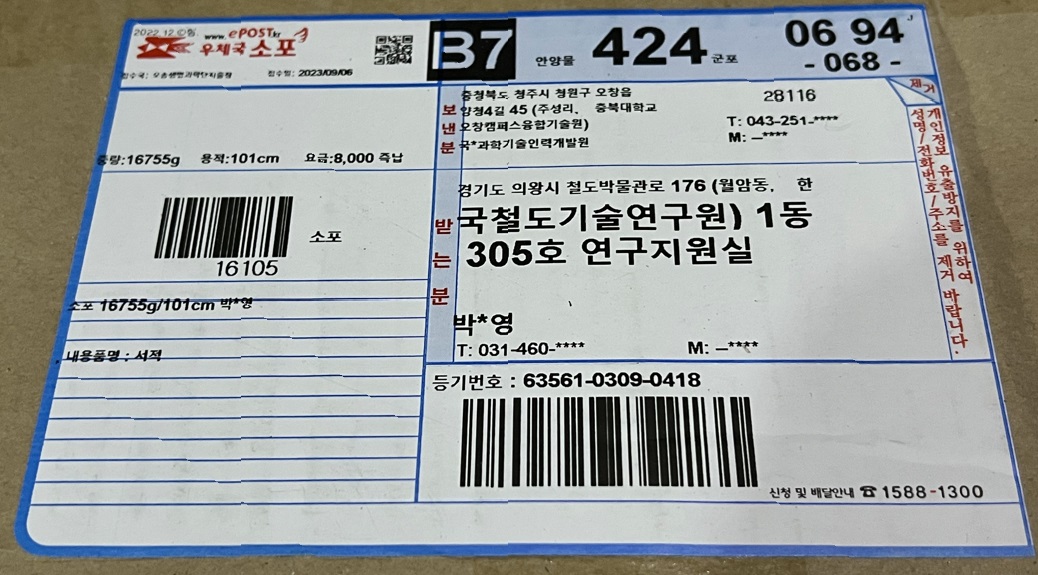 2022.12.
www.ePOST.kr
우체국 소포
접수국: 오송생명과학단지출장 접수일: 2023/09/06
B7
안양물 424 군포
06 94
- 068 -
중량:16755g 용적:101cm 요금:8,000 즉납
16105
소포
소포 16755g/101cm 박*영
내용품명 : 서적
보낸분
충청북도 청주시 청원구 오창읍 28116
양청4길 45 (주성리, 충북대학교
오창캠퍼스융합기술원)
국*과학기술인력개발원
T: 043-251-****
M: –****
받는분
경기도 의왕시 철도박물관로 176 (월암동, 한
국철도기술연구원) 1동
305호 연구지원실
박*영
T: 031-460-**** M: –****
등기번호 : 63561-0309-0418
신청 및 배달안내 ☎ 1588-1300
제거
개인정보 유출방지를 위하여
성명/전화번호/주소를 제거 바랍니다.